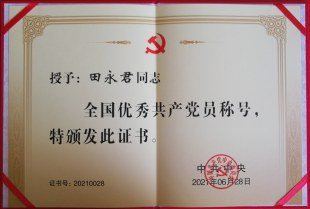 授予：田永君同志
全国优秀共产党员称号，
特颁发此证书。
中共中央
2021年06月28日
证书号：20210028